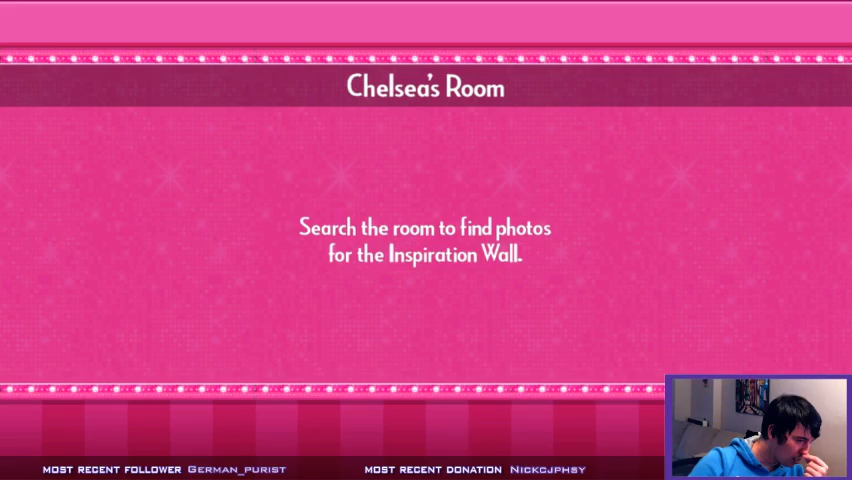 Chelsea's Room
Search the room to find photos
for the Inspiration Wall.
MOST RECENT FOLLOWER German_purist
MOST RECENT DONATION Nickcjphsy